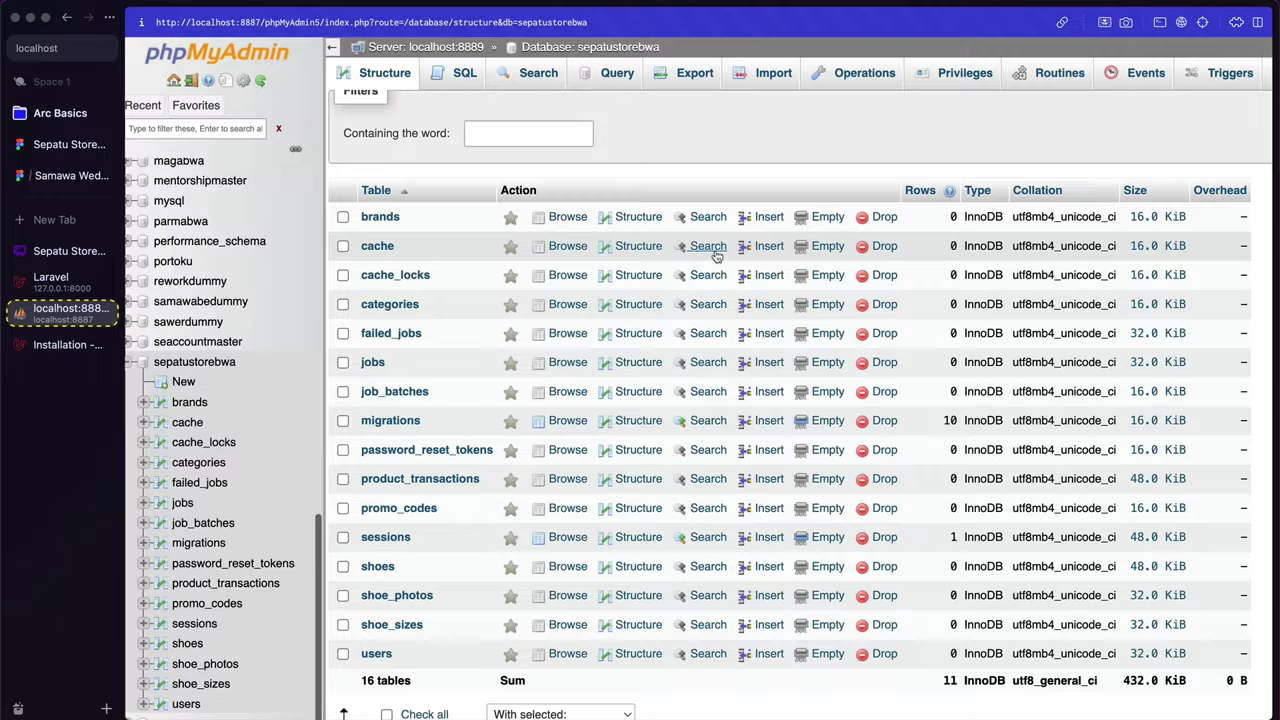 http://localhost:8887/phpMyAdmin5/index.php?route=/database/structure&db=sepatustorebwa
localhost
Space 1
Arc Basics
Sepatu Store...
/ Samawa Wed...
New Tab
Sepatu Store...
Laravel
127.0.0.1:8000
localhost:888...
localhost:8887
Installation -...
phpMyAdmin
Recent Favorites
Type to filter these, Enter to search al X
magabwa
mentorshipmaster
mysql
parmabwa
performance_schema
portoku
reworkdummy
samawabedummy
sawerdummy
seaccountmaster
sepatustorebwa
New
brands
cache
cache_locks
categories
failed_jobs
jobs
job_batches
migrations
password_reset_tokens
product_transactions
promo_codes
sessions
shoes
shoe_photos
shoe_sizes
users
Server: localhost:8889 » Database: sepatustorebwa
Structure SQL Search Query Export Import Operations Privileges Routines Events Triggers
Filters
Containing the word:
Table Action Rows Type Collation Size Overhead
brands Browse Structure Search Insert Empty Drop 0 InnoDB utf8mb4_unicode_ci 16.0 KiB –
cache Browse Structure Search Insert Empty Drop 0 InnoDB utf8mb4_unicode_ci 16.0 KiB –
cache_locks Browse Structure Search Insert Empty Drop 0 InnoDB utf8mb4_unicode_ci 16.0 KiB –
categories Browse Structure Search Insert Empty Drop 0 InnoDB utf8mb4_unicode_ci 16.0 KiB –
failed_jobs Browse Structure Search Insert Empty Drop 0 InnoDB utf8mb4_unicode_ci 32.0 KiB –
jobs Browse Structure Search Insert Empty Drop 0 InnoDB utf8mb4_unicode_ci 32.0 KiB –
job_batches Browse Structure Search Insert Empty Drop 0 InnoDB utf8mb4_unicode_ci 16.0 KiB –
migrations Browse Structure Search Insert Empty Drop 10 InnoDB utf8mb4_unicode_ci 16.0 KiB –
password_reset_tokens Browse Structure Search Insert Empty Drop 0 InnoDB utf8mb4_unicode_ci 16.0 KiB –
product_transactions Browse Structure Search Insert Empty Drop 0 InnoDB utf8mb4_unicode_ci 48.0 KiB –
promo_codes Browse Structure Search Insert Empty Drop 0 InnoDB utf8mb4_unicode_ci 16.0 KiB –
sessions Browse Structure Search Insert Empty Drop 1 InnoDB utf8mb4_unicode_ci 48.0 KiB –
shoes Browse Structure Search Insert Empty Drop 0 InnoDB utf8mb4_unicode_ci 48.0 KiB –
shoe_photos Browse Structure Search Insert Empty Drop 0 InnoDB utf8mb4_unicode_ci 32.0 KiB –
shoe_sizes Browse Structure Search Insert Empty Drop 0 InnoDB utf8mb4_unicode_ci 32.0 KiB –
users Browse Structure Search Insert Empty Drop 0 InnoDB utf8mb4_unicode_ci 32.0 KiB –
16 tables Sum 11 InnoDB utf8_general_ci 432.0 KiB 0 B
Check all With selected: